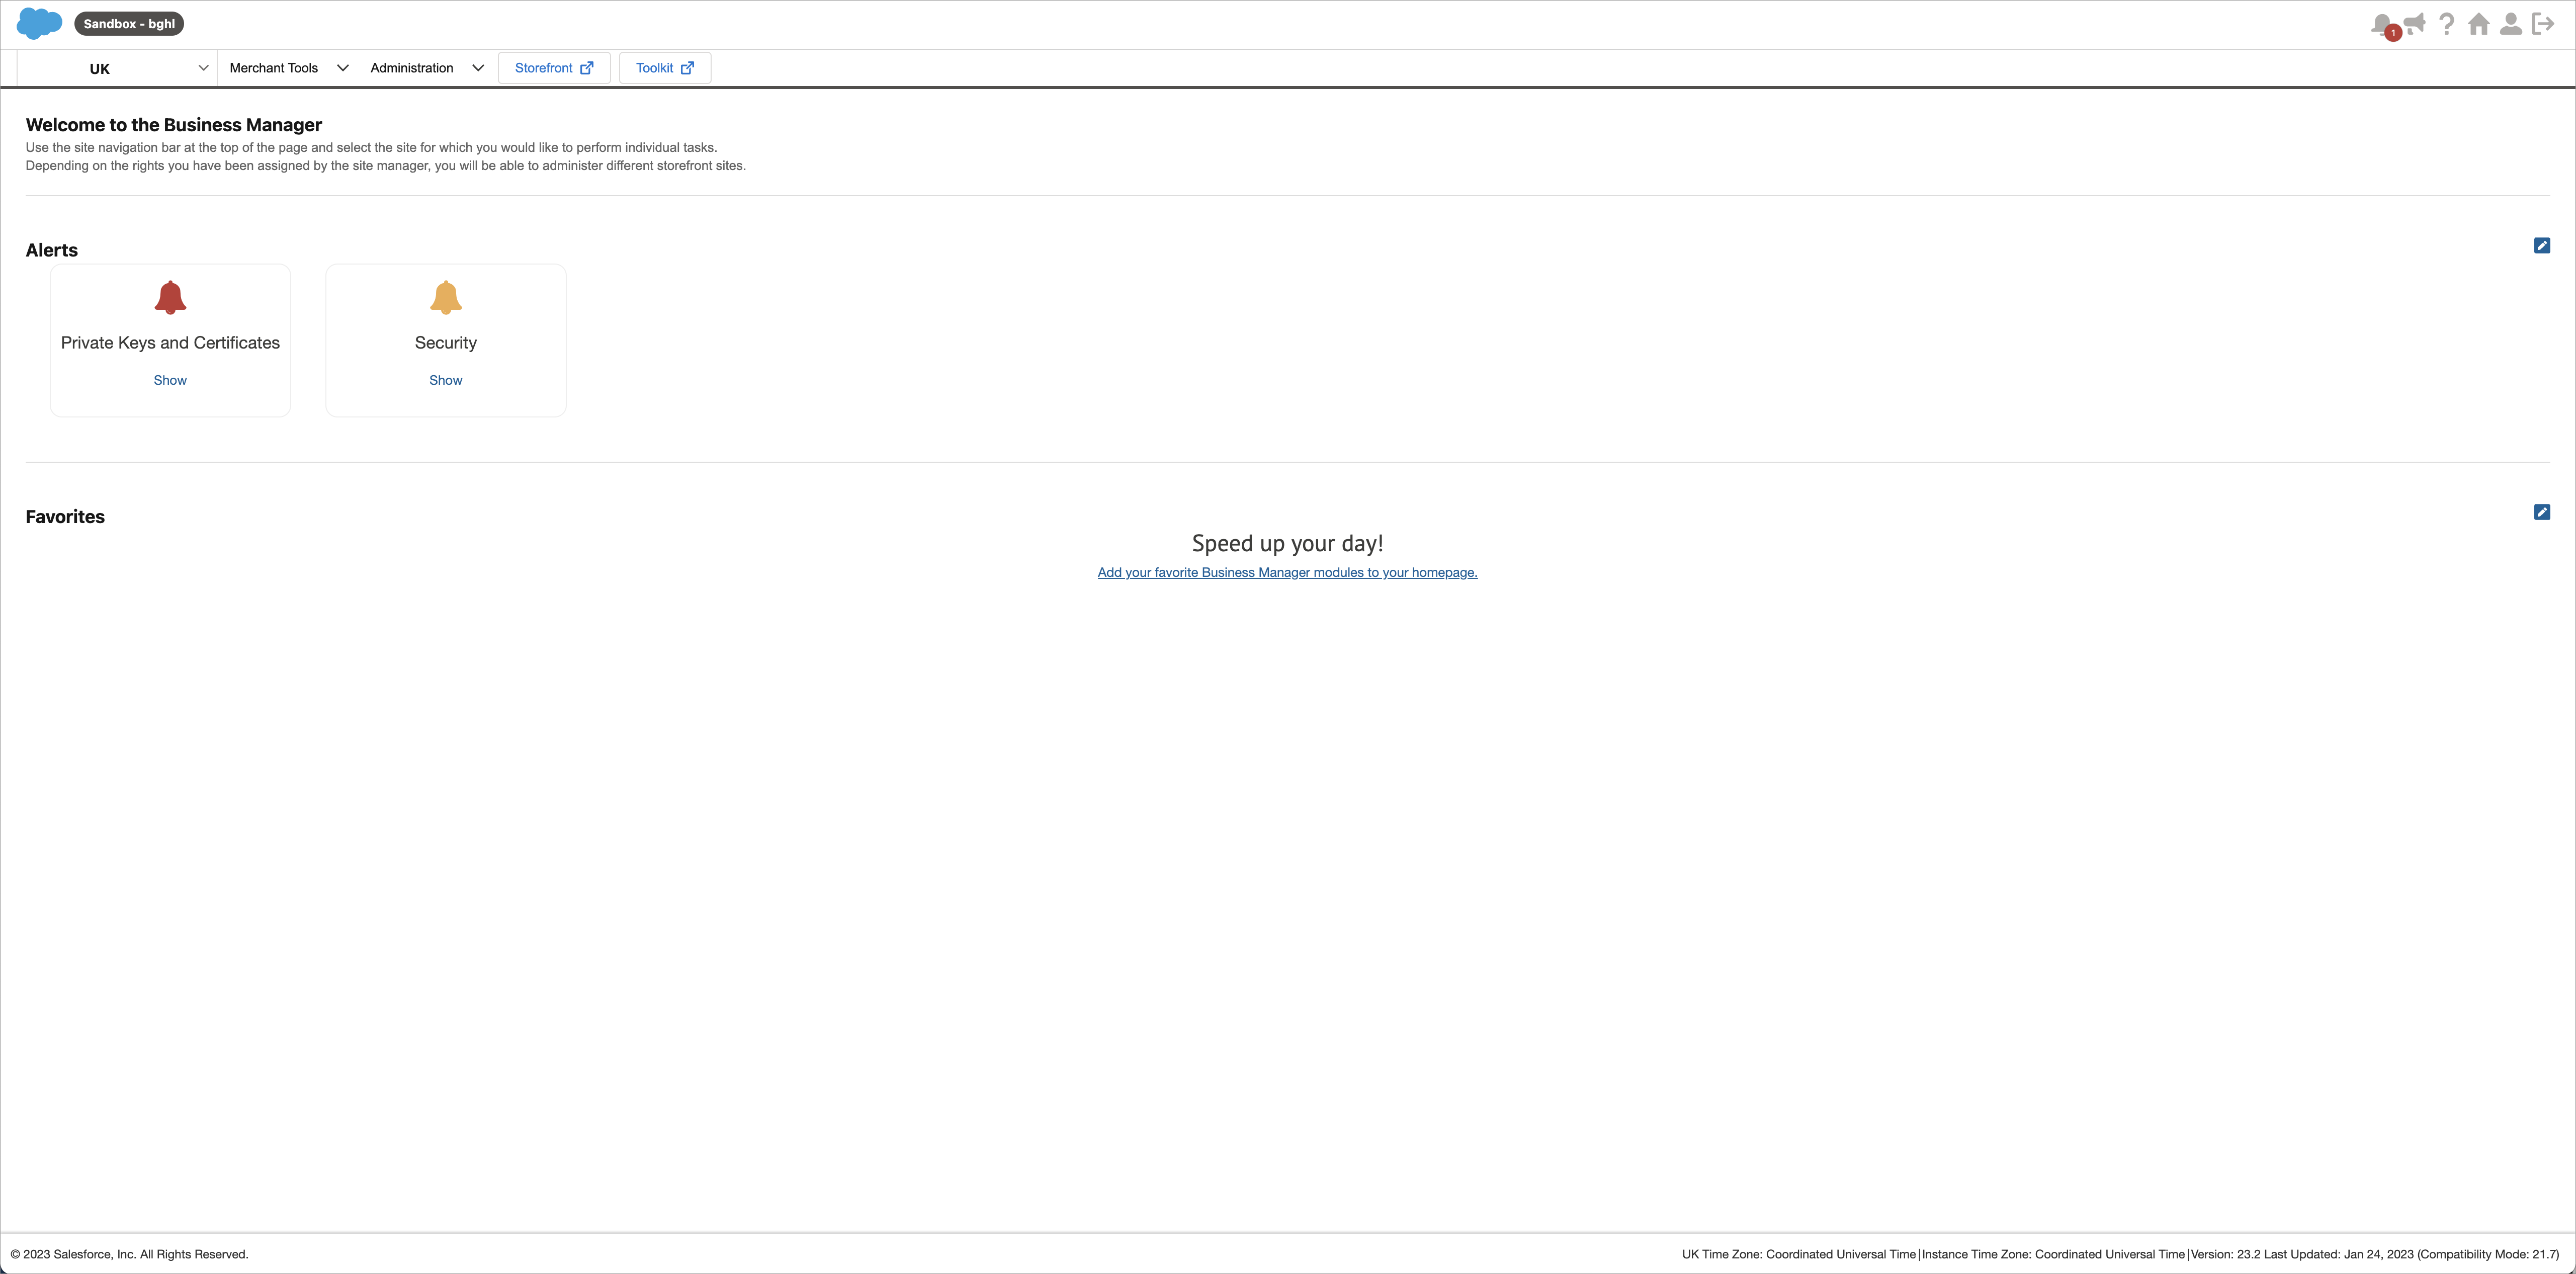 Sandbox - bghl
1
UK
Merchant Tools
Administration
Storefront
Toolkit
Welcome to the Business Manager
Use the site navigation bar at the top of the page and select the site for which you would like to perform individual tasks.
Depending on the rights you have been assigned by the site manager, you will be able to administer different storefront sites.
Alerts
Private Keys and Certificates
Show
Security
Show
Favorites
Speed up your day!
Add your favorite Business Manager modules to your homepage.
© 2023 Salesforce, Inc. All Rights Reserved.
UK Time Zone: Coordinated Universal Time|Instance Time Zone: Coordinated Universal Time|Version: 23.2 Last Updated: Jan 24, 2023 (Compatibility Mode: 21.7)